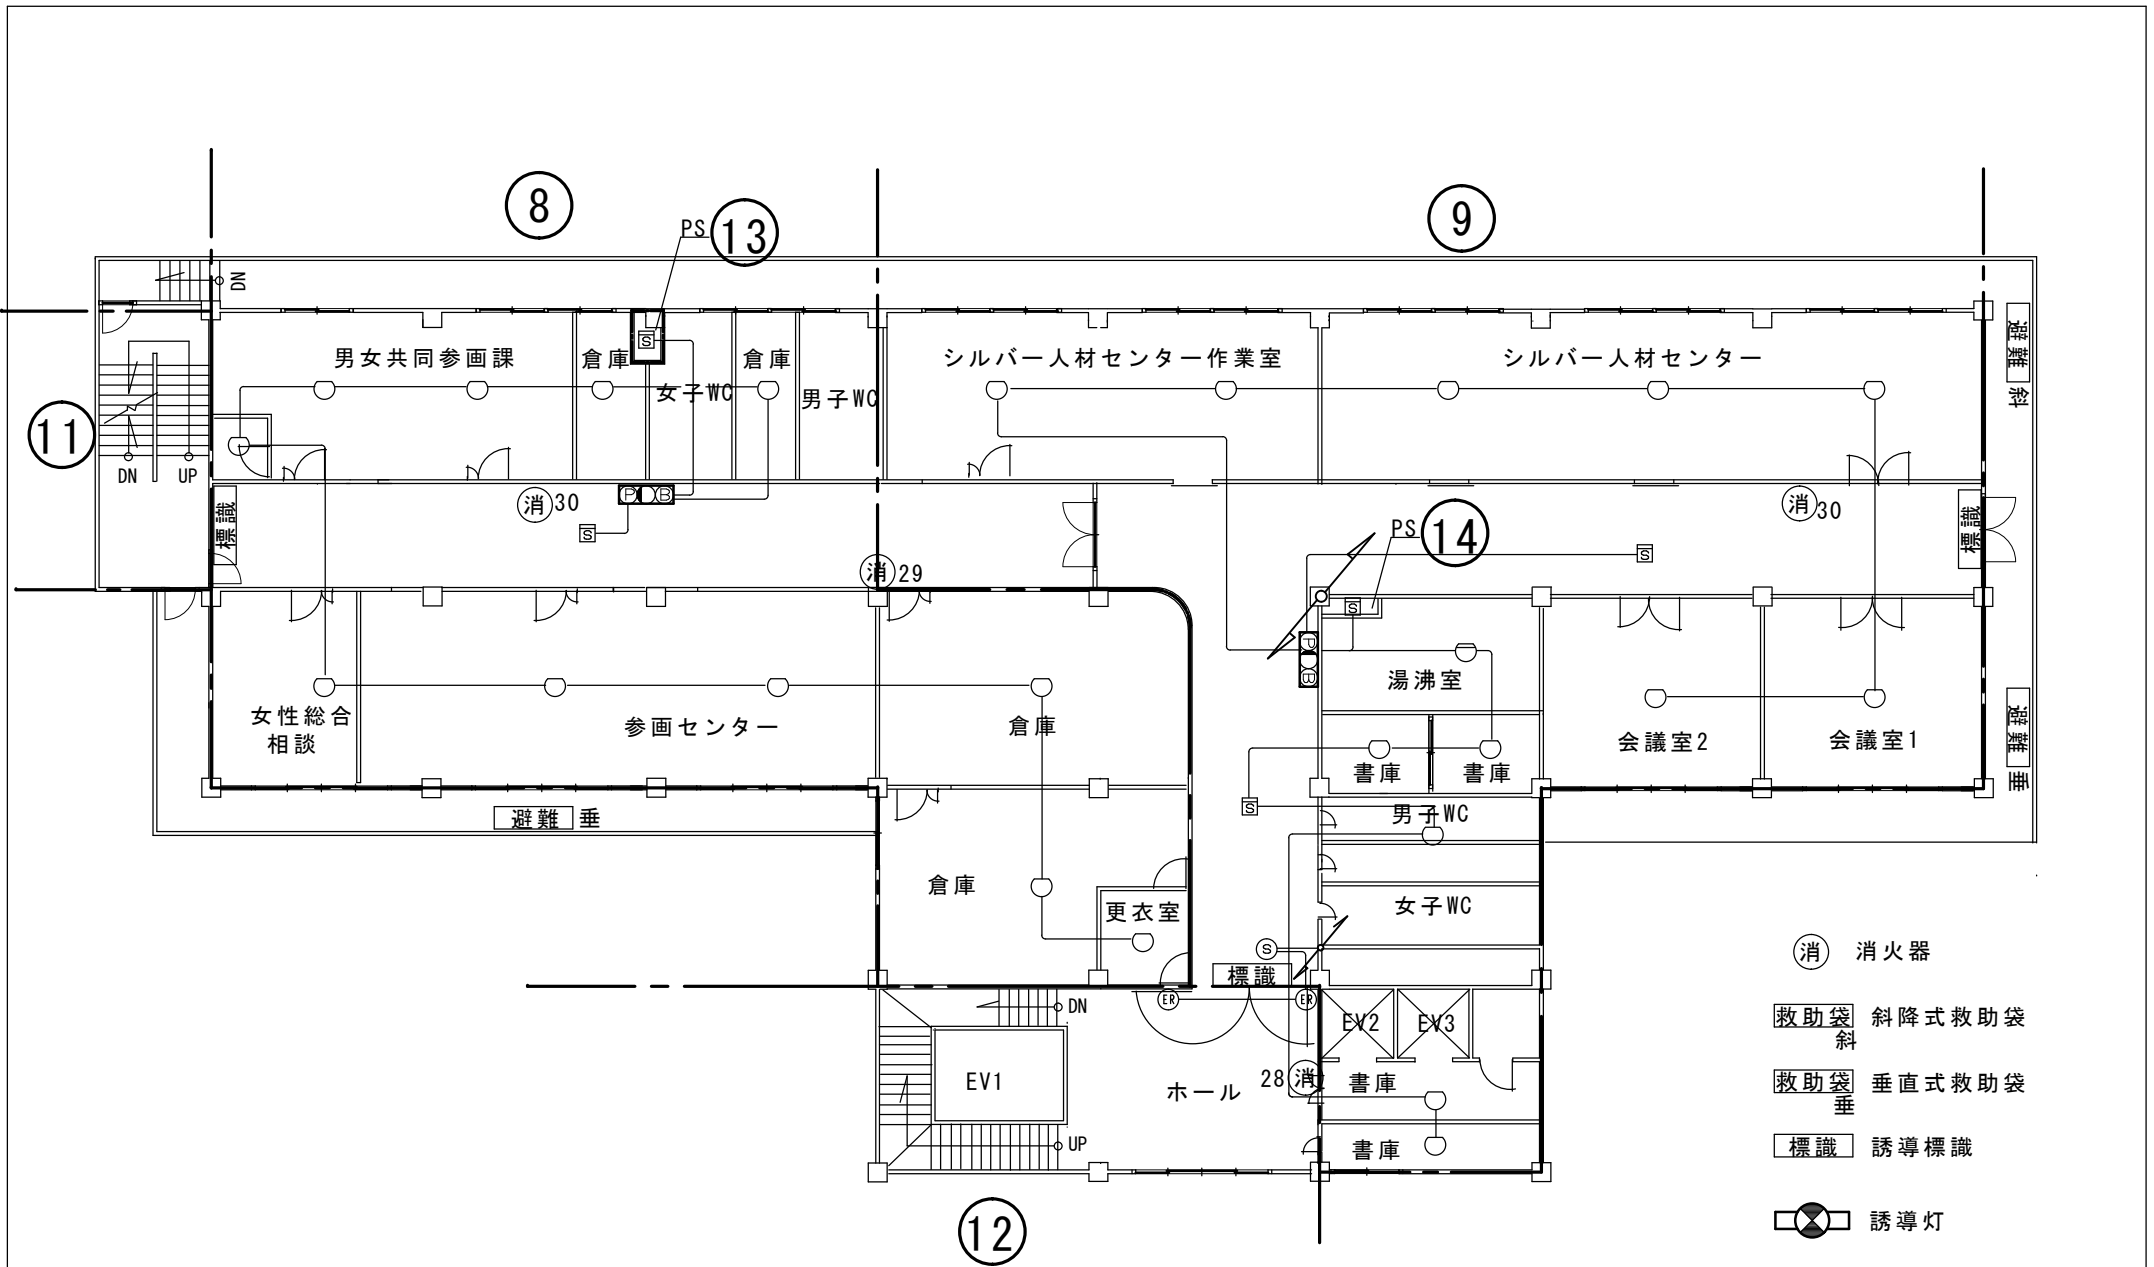 8
9
PS
13
DN
男女共同参画課
倉庫
S
女子WC
倉庫
男子WC
シルバー人材センター作業室
シルバー人材センター
避難
斜
11
DN
UP
標識
消
30
P
B
S
消
29
PS
14
S
消
30
標識
S
P
B
湯沸室
女性総合
相談
参画センター
倉庫
会議室2
会議室1
避難
垂
書庫
書庫
S
男子WC
避難
垂
倉庫
更衣室
女子WC
S
標識
ER
ER
DN
EV1
UP
ホール
28
消
EV2
EV3
書庫
書庫
12
消
消火器
救助袋
斜
斜降式救助袋
救助袋
垂
垂直式救助袋
標識
誘導標識
誘導灯